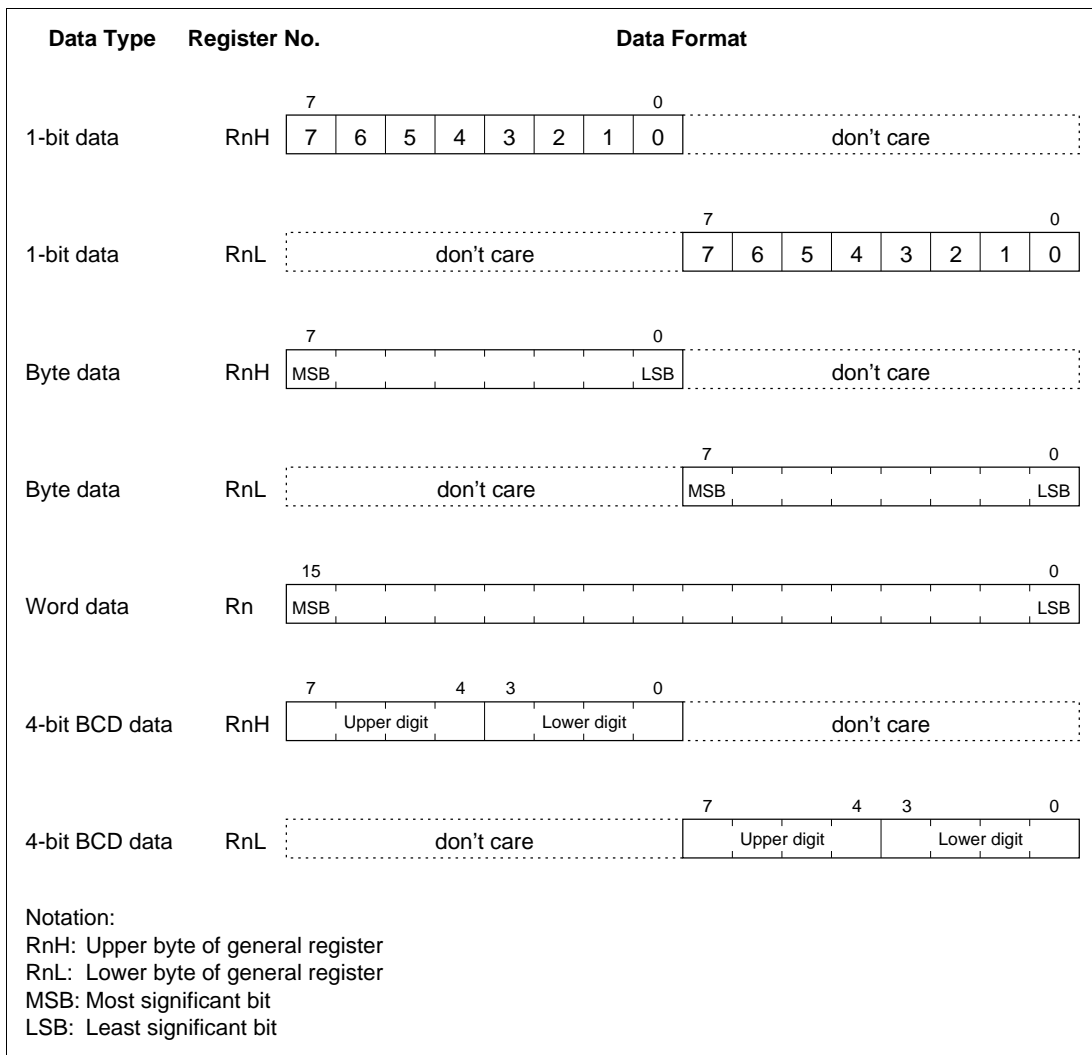 Data Type Register No. Data Format
7 0
1-bit data RnH 7 6 5 4 3 2 1 0 don't care
7 0
1-bit data RnL don't care 7 6 5 4 3 2 1 0
7 0
Byte data RnH MSB LSB don't care
7 0
Byte data RnL don't care MSB LSB
15 0
Word data Rn MSB LSB
7 4 3 0
4-bit BCD data RnH Upper digit Lower digit don't care
7 4 3 0
4-bit BCD data RnL don't care Upper digit Lower digit
Notation:
RnH: Upper byte of general register
RnL: Lower byte of general register
MSB: Most significant bit
LSB: Least significant bit